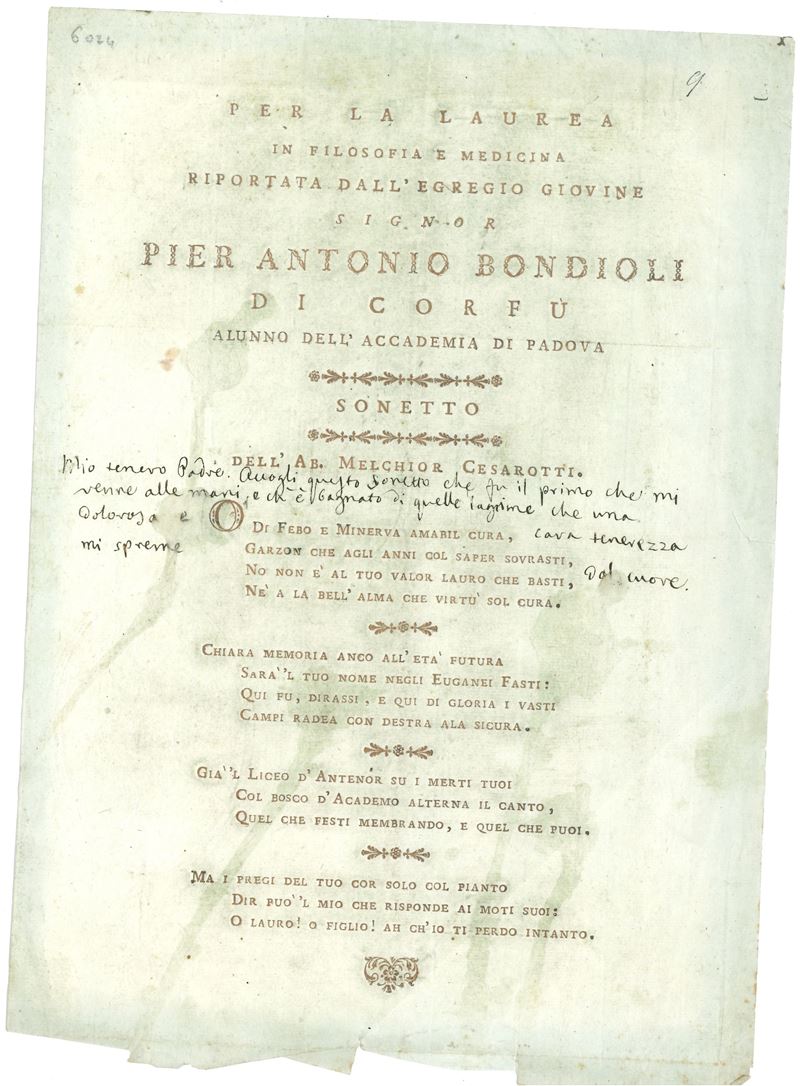 6024
9
PER LA LAUREA
IN FILOSOFIA E MEDICINA
RIPORTATA DALL'EGREGIO GIOVINE
SIGNOR
PIER ANTONIO BONDIOLI
DI CORFÙ
ALUNNO DELL'ACCADEMIA DI PADOVA
SONETTO
DELL'AB. MELCHIOR CESAROTTI.
Mio tenero Padre. Accogli questo Sonetto che fu il primo che mi
venne alle mani, e ch'è bagnato di quelle lagrime che una
dolorosa e cara tenerezza
mi spreme dal cuore.
O DI FEBO E MINERVA AMABIL CURA,
GARZON CHE AGLI ANNI COL SAPER SOVRASTI,
NO NON E' AL TUO VALOR LAURO CHE BASTI,
NE' A LA BELL'ALMA CHE VIRTU' SOL CURA.
CHIARA MEMORIA ANCO ALL'ETA' FUTURA
SARA''L TUO NOME NEGLI EUGANEI FASTI:
QUI FU, DIRASSI, E QUI DI GLORIA I VASTI
CAMPI RADEA CON DESTRA ALA SICURA.
GIA''L LICEO D'ANTENOR SU I MERTI TUOI
COL BOSCO D'ACADEMO ALTERNA IL CANTO,
QUEL CHE FESTI MEMBRANDO, E QUEL CHE PUOI.
MA I PREGI DEL TUO COR SOLO COL PIANTO
DIR PUO''L MIO CHE RISPONDE AI MOTI SUOI:
O LAURO! O FIGLIO! AH CH'IO TI PERDO INTANTO.